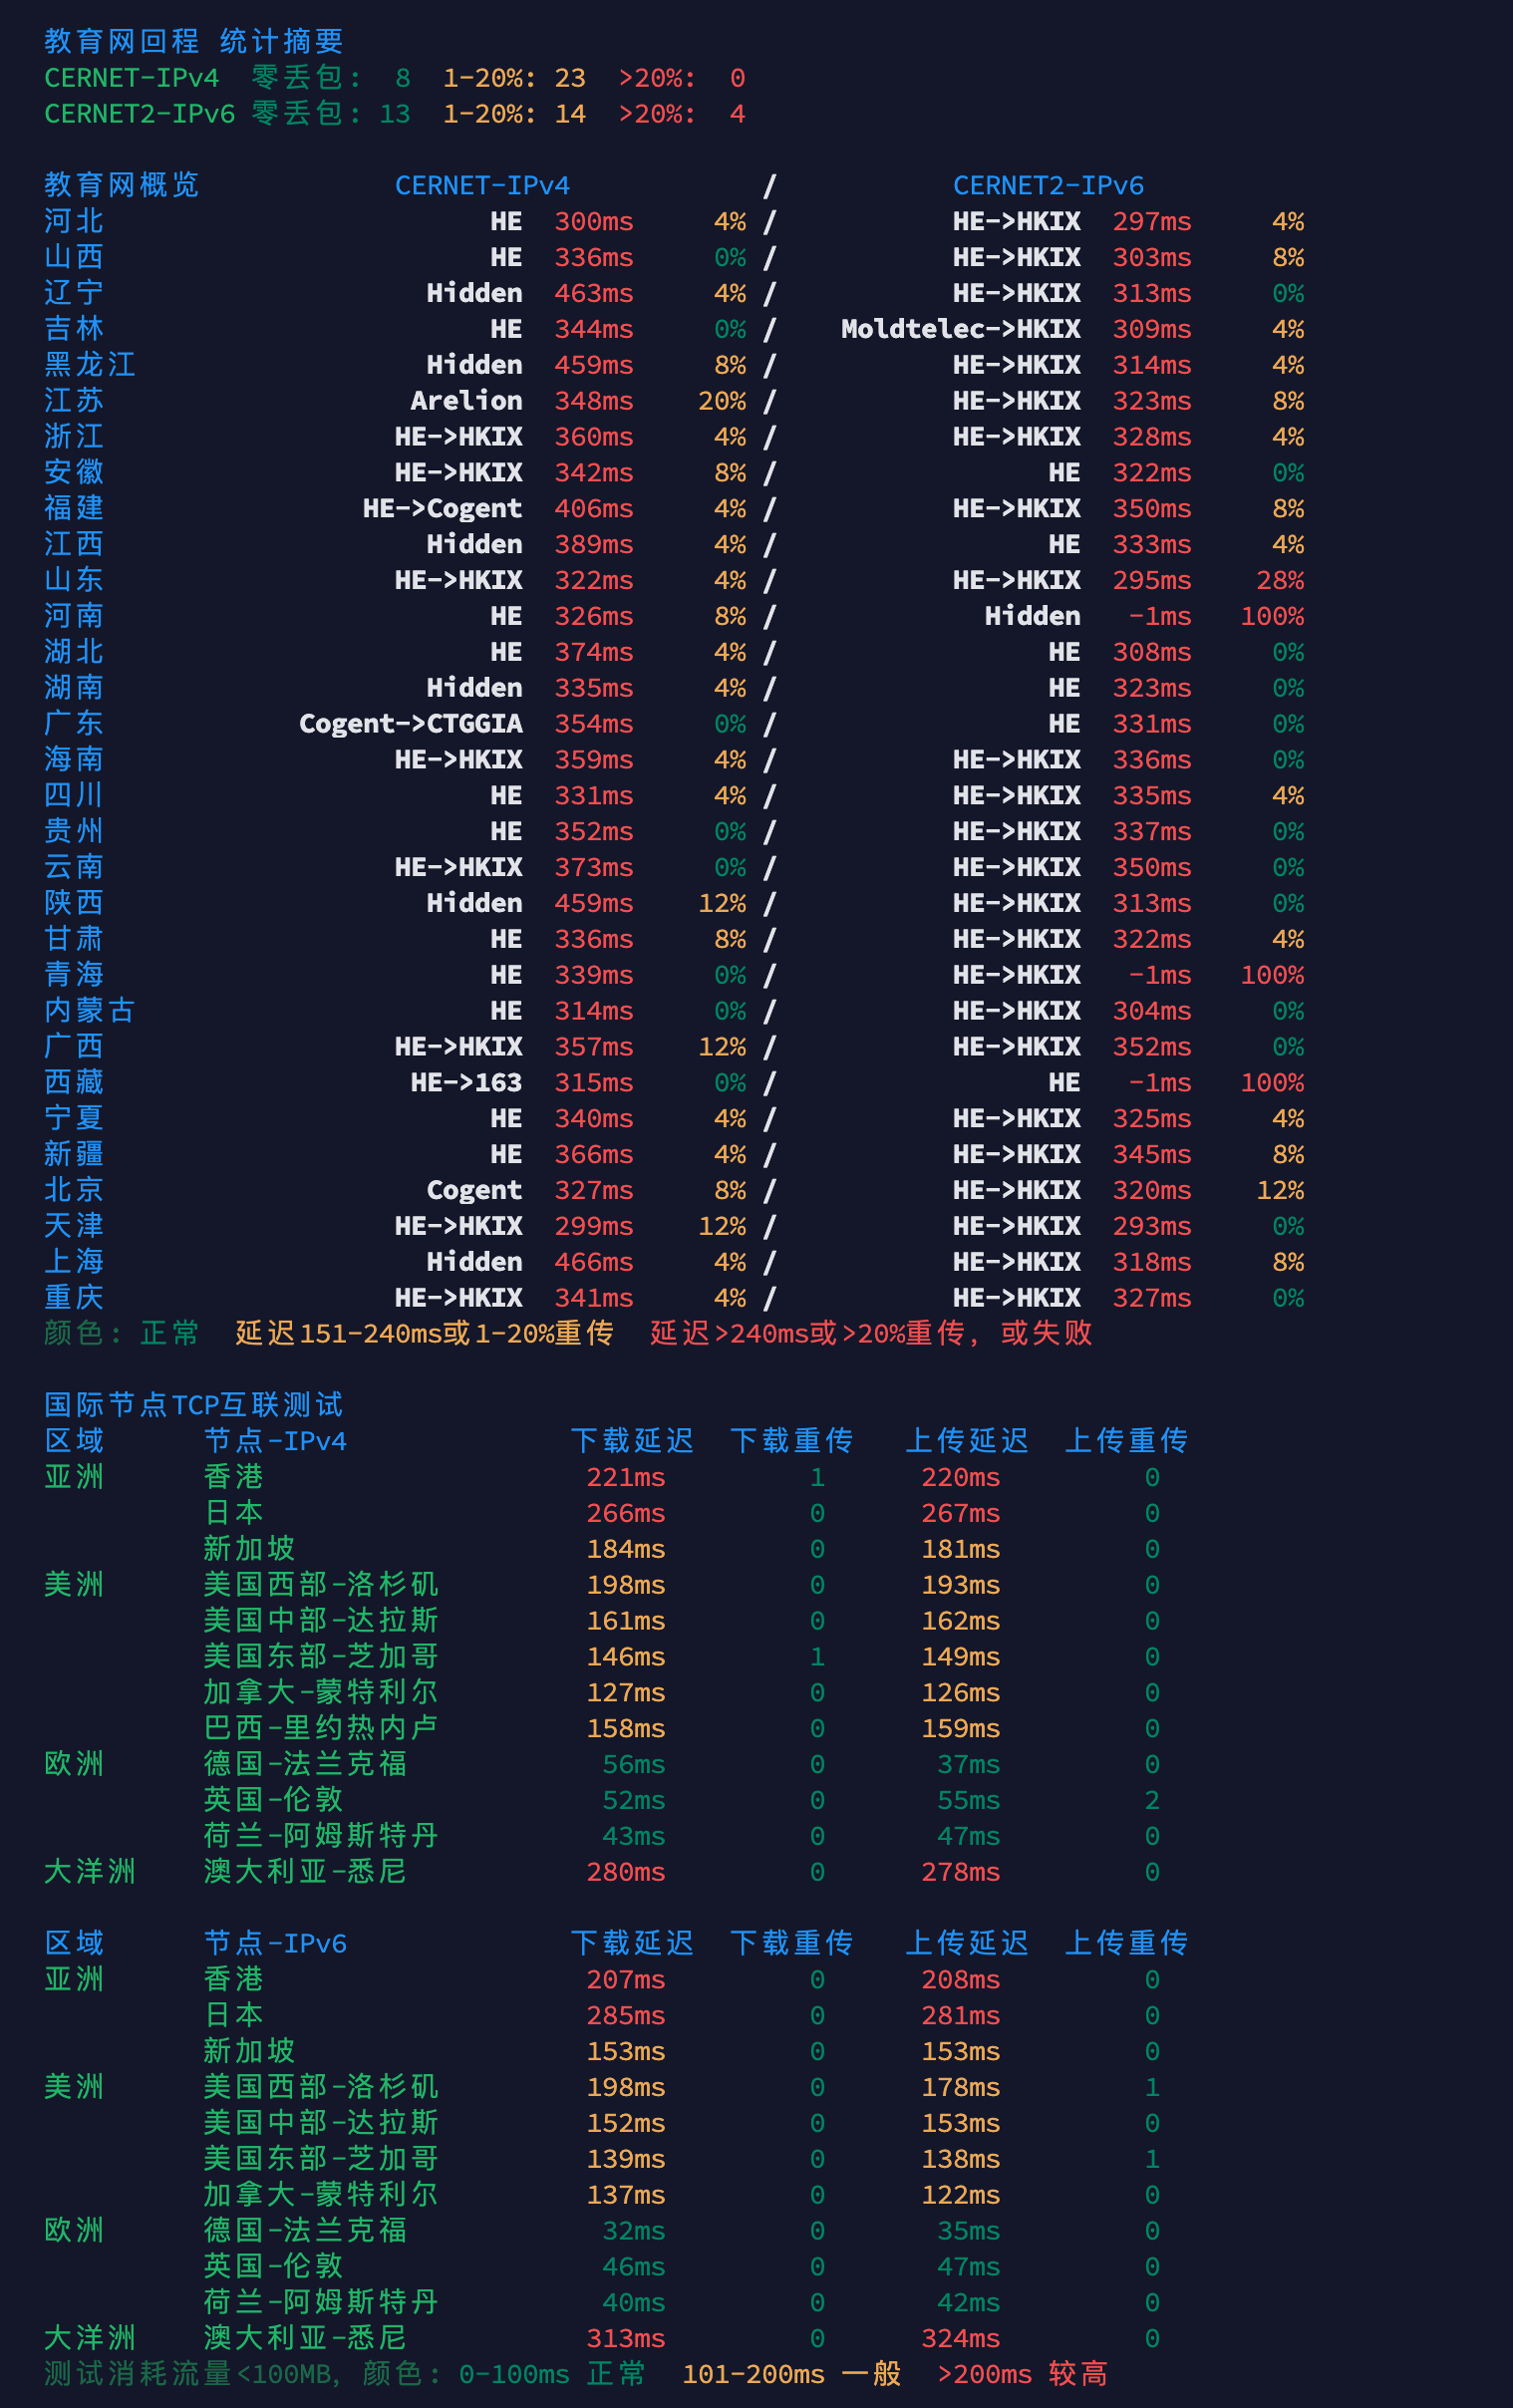 教育网回程 统计摘要
CERNET-IPv4 零丢包: 8 1-20%: 23 >20%: 0
CERNET2-IPv6 零丢包: 13 1-20%: 14 >20%: 4
教育网概览 CERNET-IPv4 / CERNET2-IPv6
河北 HE 300ms 4% / HE->HKIX 297ms 4%
山西 HE 336ms 0% / HE->HKIX 303ms 8%
辽宁 Hidden 463ms 4% / HE->HKIX 313ms 0%
吉林 HE 344ms 0% / Moldtelec->HKIX 309ms 4%
黑龙江 Hidden 459ms 8% / HE->HKIX 314ms 4%
江苏 Arelion 348ms 20% / HE->HKIX 323ms 8%
浙江 HE->HKIX 360ms 4% / HE->HKIX 328ms 4%
安徽 HE->HKIX 342ms 8% / HE 322ms 0%
福建 HE->Cogent 406ms 4% / HE->HKIX 350ms 8%
江西 Hidden 389ms 4% / HE 333ms 4%
山东 HE->HKIX 322ms 4% / HE->HKIX 295ms 28%
河南 HE 326ms 8% / Hidden -1ms 100%
湖北 HE 374ms 4% / HE 308ms 0%
湖南 Hidden 335ms 4% / HE 323ms 0%
广东 Cogent->CTGGIA 354ms 0% / HE 331ms 0%
海南 HE->HKIX 359ms 4% / HE->HKIX 336ms 0%
四川 HE 331ms 4% / HE->HKIX 335ms 4%
贵州 HE 352ms 0% / HE->HKIX 337ms 0%
云南 HE->HKIX 373ms 0% / HE->HKIX 350ms 0%
陕西 Hidden 459ms 12% / HE->HKIX 313ms 0%
甘肃 HE 336ms 8% / HE->HKIX 322ms 4%
青海 HE 339ms 0% / HE->HKIX -1ms 100%
内蒙古 HE 314ms 0% / HE->HKIX 304ms 0%
广西 HE->HKIX 357ms 12% / HE->HKIX 352ms 0%
西藏 HE->163 315ms 0% / HE -1ms 100%
宁夏 HE 340ms 4% / HE->HKIX 325ms 4%
新疆 HE 366ms 4% / HE->HKIX 345ms 8%
北京 Cogent 327ms 8% / HE->HKIX 320ms 12%
天津 HE->HKIX 299ms 12% / HE->HKIX 293ms 0%
上海 Hidden 466ms 4% / HE->HKIX 318ms 8%
重庆 HE->HKIX 341ms 4% / HE->HKIX 327ms 0%
颜色: 正常 延迟151-240ms或1-20%重传 延迟>240ms或>20%重传, 或失败
国际节点TCP互联测试
区域 节点-IPv4 下载延迟 下载重传 上传延迟 上传重传
亚洲 香港 221ms 1 220ms 0
日本 266ms 0 267ms 0
新加坡 184ms 0 181ms 0
美洲 美国西部-洛杉矶 198ms 0 193ms 0
美国中部-达拉斯 161ms 0 162ms 0
美国东部-芝加哥 146ms 1 149ms 0
加拿大-蒙特利尔 127ms 0 126ms 0
巴西-里约热内卢 158ms 0 159ms 0
欧洲 德国-法兰克福 56ms 0 37ms 0
英国-伦敦 52ms 0 55ms 2
荷兰-阿姆斯特丹 43ms 0 47ms 0
大洋洲 澳大利亚-悉尼 280ms 0 278ms 0
区域 节点-IPv6 下载延迟 下载重传 上传延迟 上传重传
亚洲 香港 207ms 0 208ms 0
日本 285ms 0 281ms 0
新加坡 153ms 0 153ms 0
美洲 美国西部-洛杉矶 198ms 0 178ms 1
美国中部-达拉斯 152ms 0 153ms 0
美国东部-芝加哥 139ms 0 138ms 1
加拿大-蒙特利尔 137ms 0 122ms 0
欧洲 德国-法兰克福 32ms 0 35ms 0
英国-伦敦 46ms 0 47ms 0
荷兰-阿姆斯特丹 40ms 0 42ms 0
大洋洲 澳大利亚-悉尼 313ms 0 324ms 0
测试消耗流量<100MB, 颜色: 0-100ms 正常 101-200ms 一般 >200ms 较高